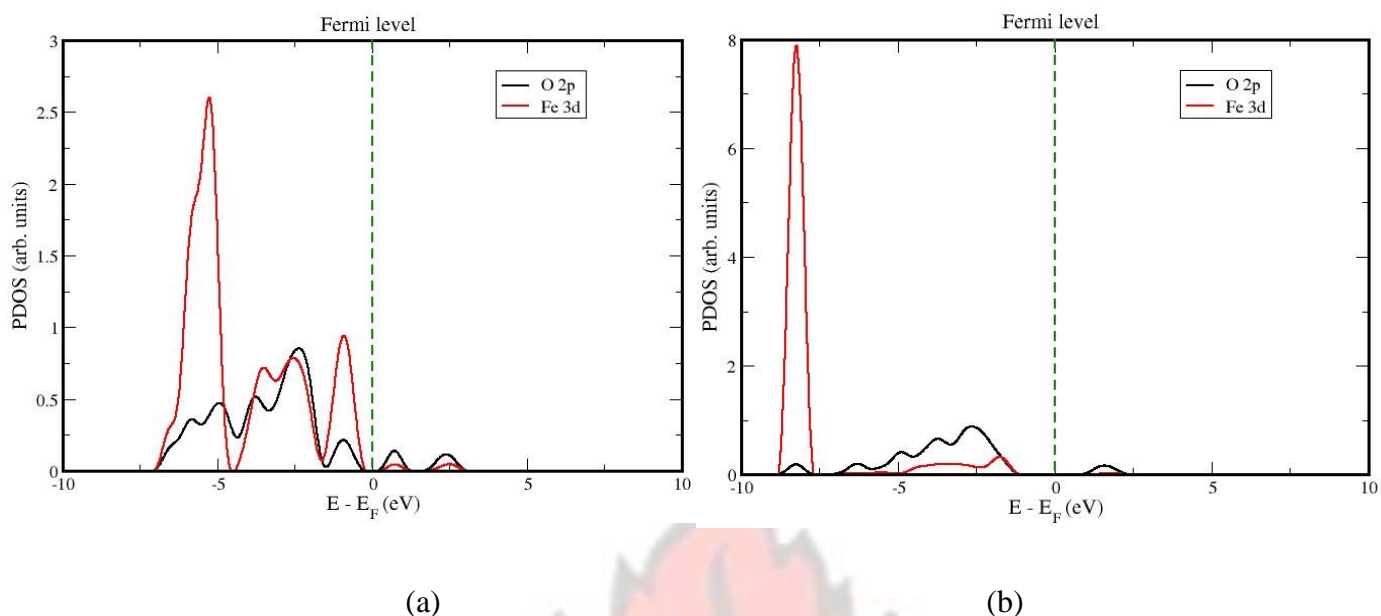 Fermi level
3
2.5
2
1.5
1
0.5
0
PDOS (arb. units)
O 2p
Fe 3d
-10 -5 0 5 10
E - E_F (eV)
(a)
Fermi level
8
6
4
2
0
PDOS (arb. units)
O 2p
Fe 3d
-10 -5 0 5 10
E - E_F (eV)
(b)